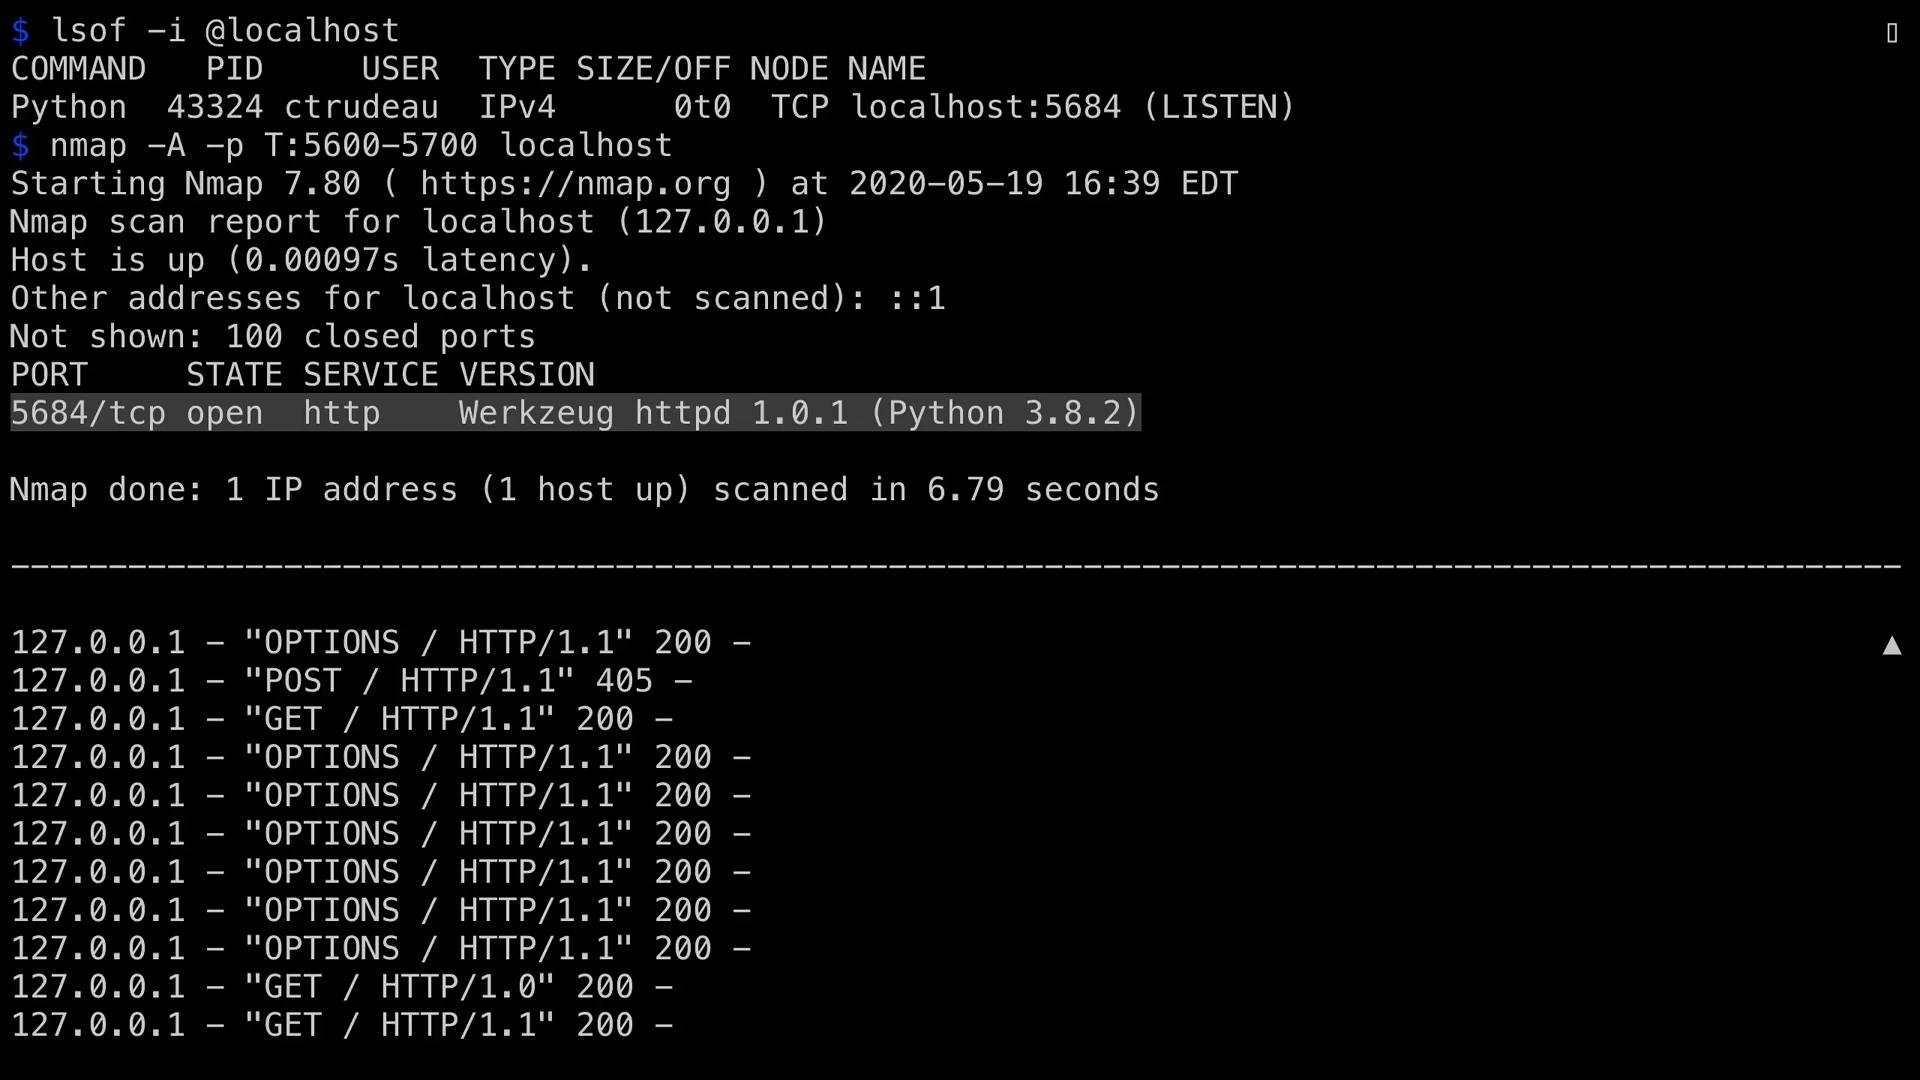 $ lsof -i @localhost
COMMAND   PID     USER  TYPE SIZE/OFF NODE NAME
Python  43324 ctrudeau  IPv4      0t0  TCP localhost:5684 (LISTEN)
$ nmap -A -p T:5600-5700 localhost
Starting Nmap 7.80 ( https://nmap.org ) at 2020-05-19 16:39 EDT
Nmap scan report for localhost (127.0.0.1)
Host is up (0.00097s latency).
Other addresses for localhost (not scanned): ::1
Not shown: 100 closed ports
PORT     STATE SERVICE VERSION
5684/tcp open  http    Werkzeug httpd 1.0.1 (Python 3.8.2)
Nmap done: 1 IP address (1 host up) scanned in 6.79 seconds
-------------------------------------------------------------------------------------------------
127.0.0.1 - "OPTIONS / HTTP/1.1" 200 -
127.0.0.1 - "POST / HTTP/1.1" 405 -
127.0.0.1 - "GET / HTTP/1.1" 200 -
127.0.0.1 - "OPTIONS / HTTP/1.1" 200 -
127.0.0.1 - "OPTIONS / HTTP/1.1" 200 -
127.0.0.1 - "OPTIONS / HTTP/1.1" 200 -
127.0.0.1 - "OPTIONS / HTTP/1.1" 200 -
127.0.0.1 - "OPTIONS / HTTP/1.1" 200 -
127.0.0.1 - "OPTIONS / HTTP/1.1" 200 -
127.0.0.1 - "GET / HTTP/1.0" 200 -
127.0.0.1 - "GET / HTTP/1.1" 200 -